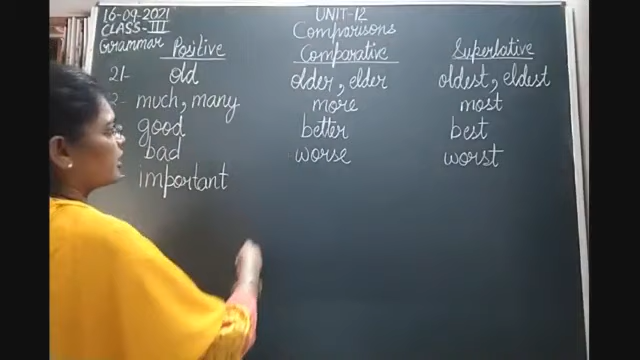 16-09-2021 UNIT-12
CLASS-III Comparisons
Grammar Positive Comparative Superlative
21- old older, elder oldest, eldest
2- much, many more most
good better best
bad worse worst
important